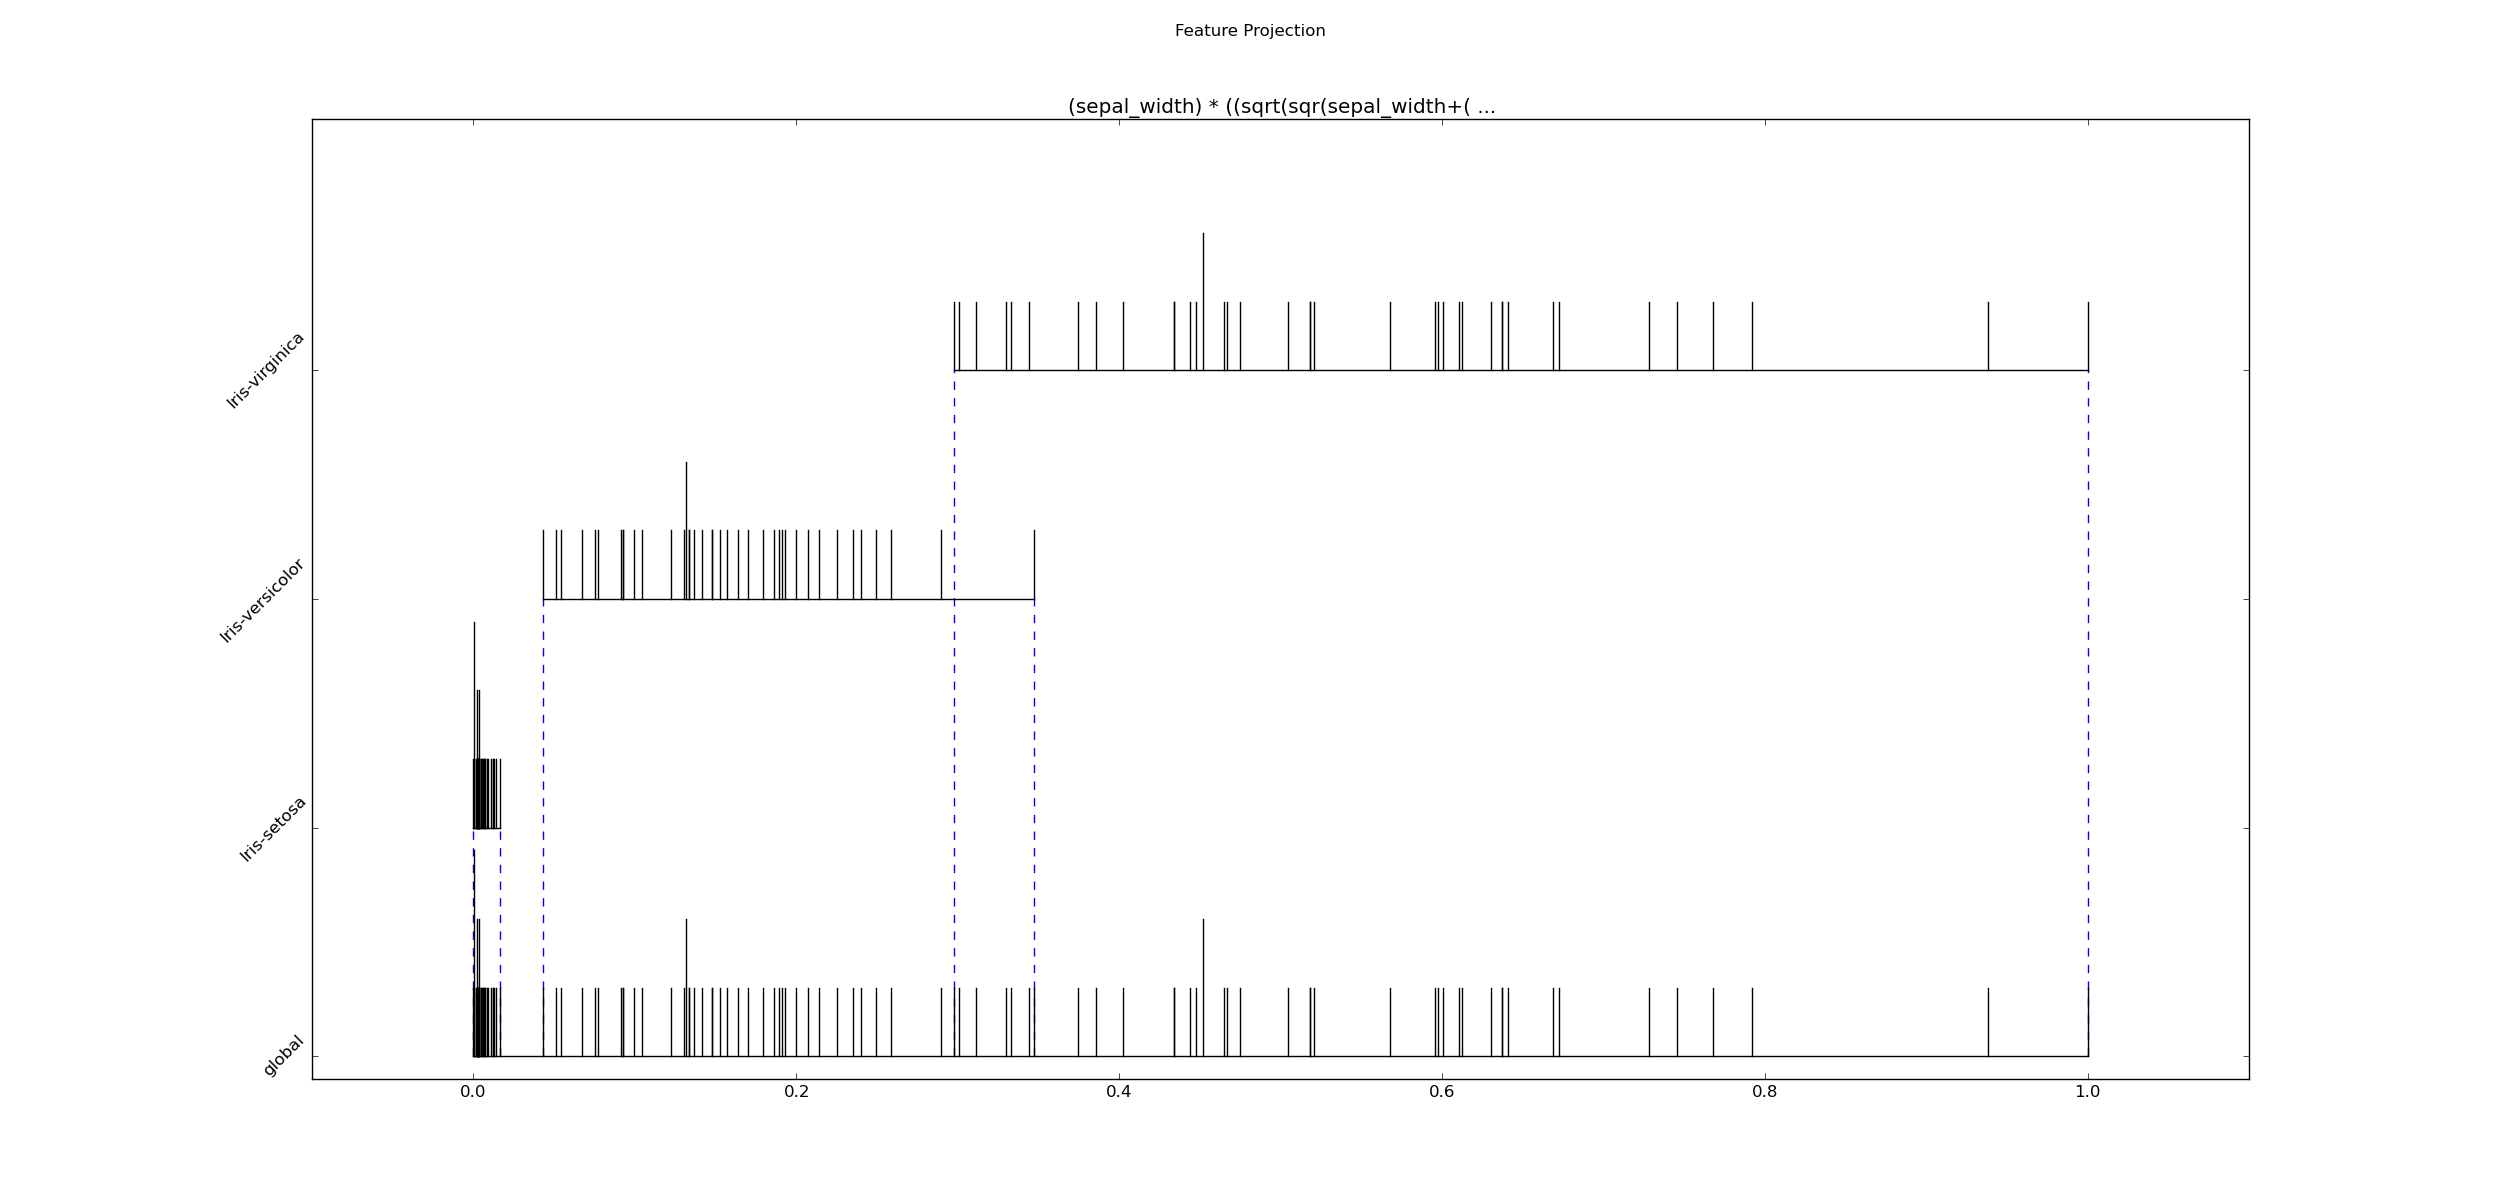 Feature Projection
(sepal_width) * ((sqrt(sqr(sepal_width+( ...
Iris-virginica
Iris-versicolor
Iris-setosa
global
0.0 0.2 0.4 0.6 0.8 1.0